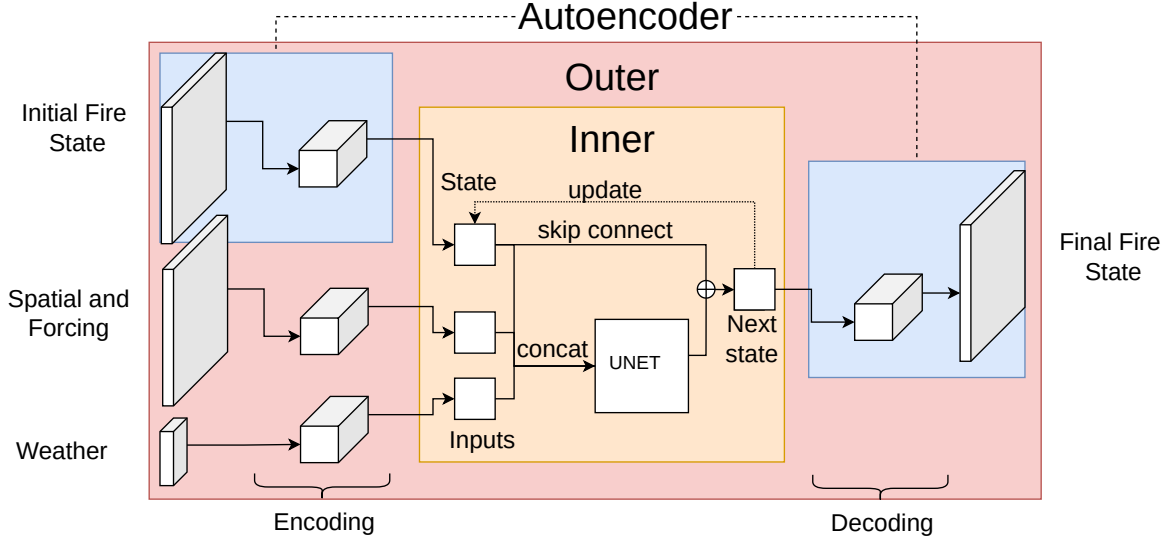 Autoencoder
Outer
Initial Fire
State
Inner
State
update
skip connect
Final Fire
State
Spatial and
Forcing
Next
state
concat
UNET
Weather
Inputs
Encoding
Decoding